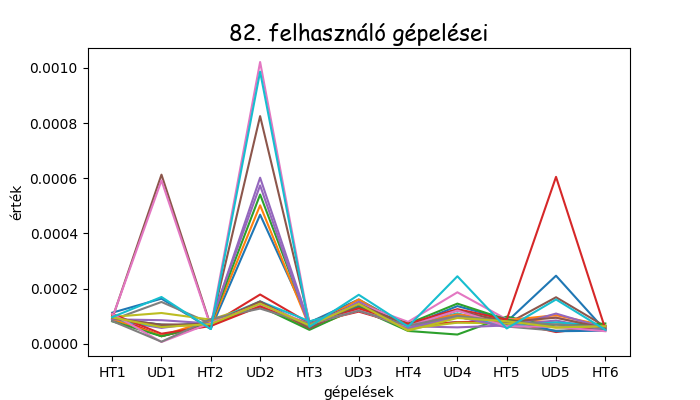 82. felhasználó gépelései
0.0010
0.0008
0.0006
0.0004
0.0002
0.0000
érték
HT1 UD1 HT2 UD2 HT3 UD3 HT4 UD4 HT5 UD5 HT6
gépelések